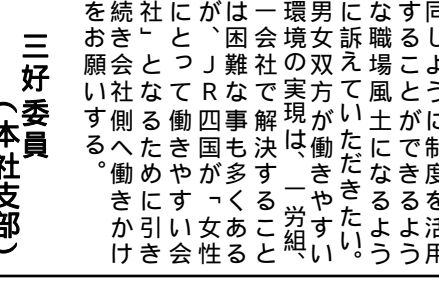 同じように制度を活用
することができるよう
な職場風土になるよう
に訴えていただきたい。
男女双方が働きやすい
環境の実現は、一労組、
一会社で解決すること
は困難な事も多くある
が、ＪＲ四国が「女性
にとって働きやすい会
社」となるために引き
続き会社側へ働きかけ
をお願いする。
三好委員
（本社支部）